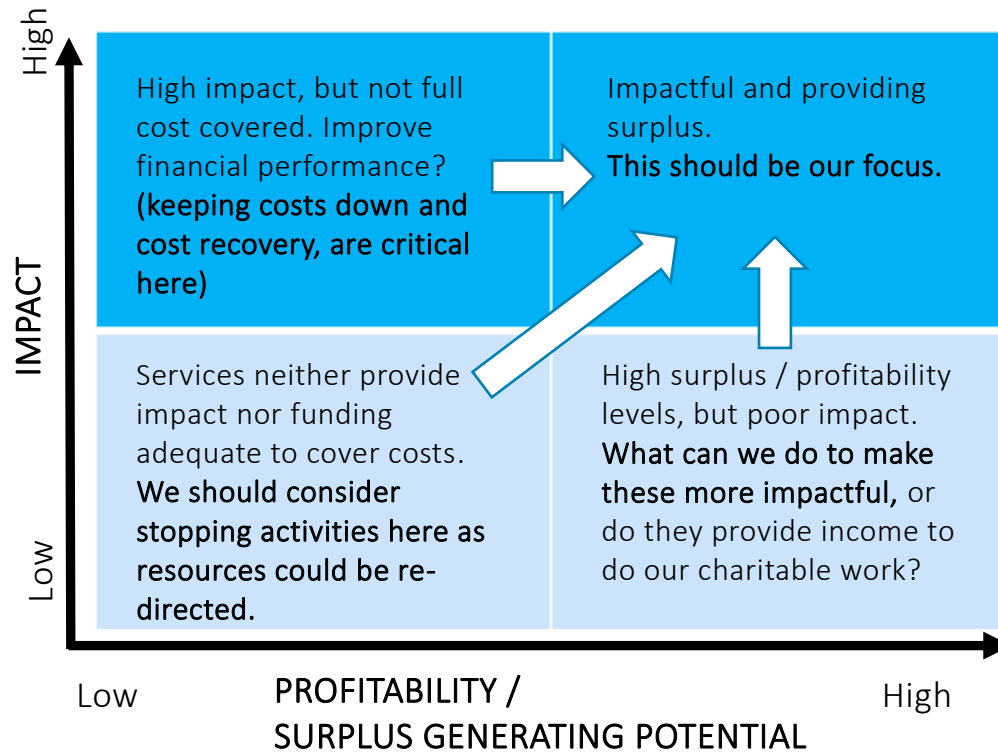 High
High impact, but not full
cost covered. Improve
financial performance?
(keeping costs down and
cost recovery, are critical
here)
Impactful and providing
surplus.
This should be our focus.
IMPACT
Services neither provide
impact nor funding
adequate to cover costs.
We should consider
stopping activities here as
resources could be re-
directed.
High surplus / profitability
levels, but poor impact.
What can we do to make
these more impactful, or
do they provide income to
do our charitable work?
Low
Low
PROFITABILITY /
SURPLUS GENERATING POTENTIAL
High